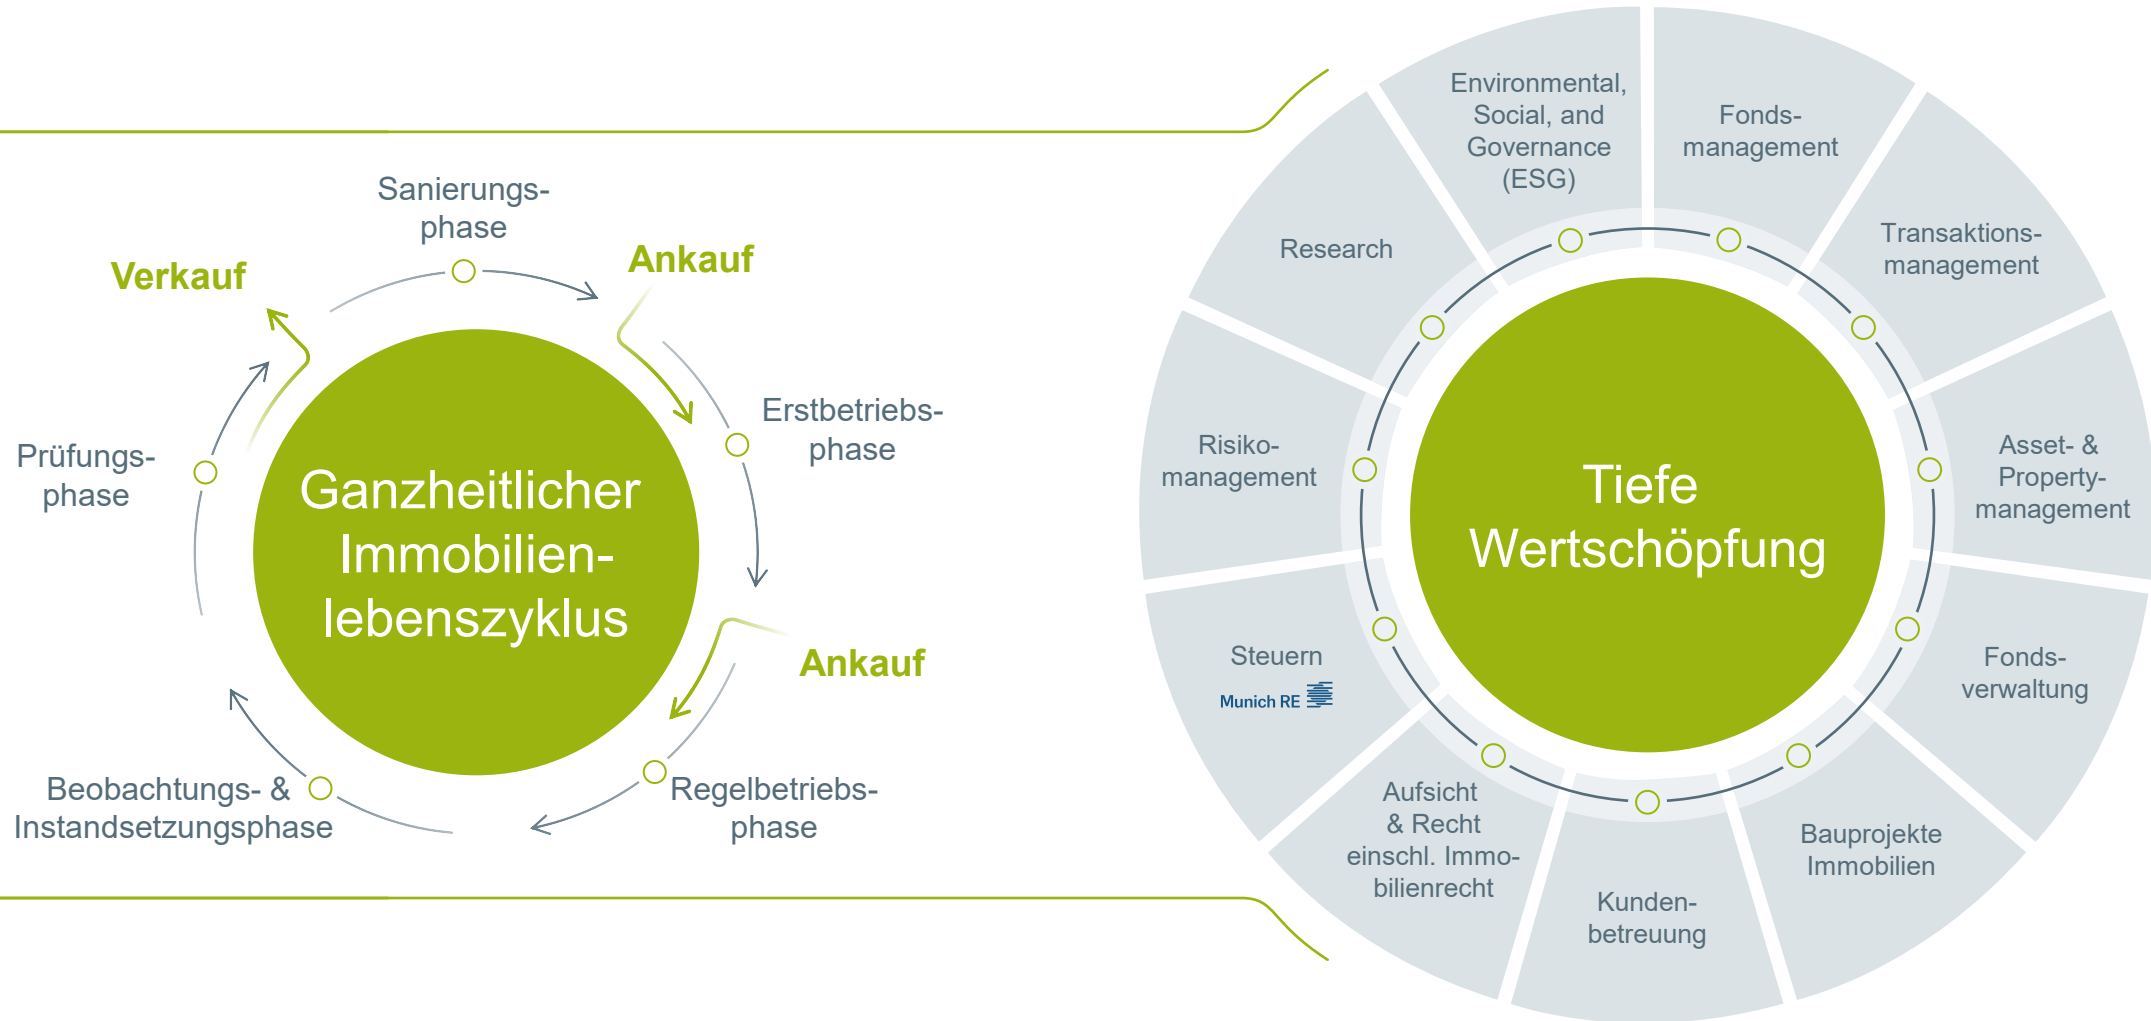 Sanierungs-
phase
Verkauf
Ankauf
Erstbetriebs-
phase
Prüfungs-
phase
Ganzheitlicher
Immobilien-
lebenszyklus
Ankauf
Beobachtungs- &
Instandsetzungsphase
Regelbetriebs-
phase
Environmental,
Social, and
Governance
(ESG)
Fonds-
management
Transaktions-
management
Asset- &
Property-
management
Fonds-
verwaltung
Bauprojekte
Immobilien
Kunden-
betreuung
Aufsicht
& Recht
einschl. Immo-
bilienrecht
Steuern
Munich RE
Risiko-
management
Research
Tiefe
Wertschöpfung